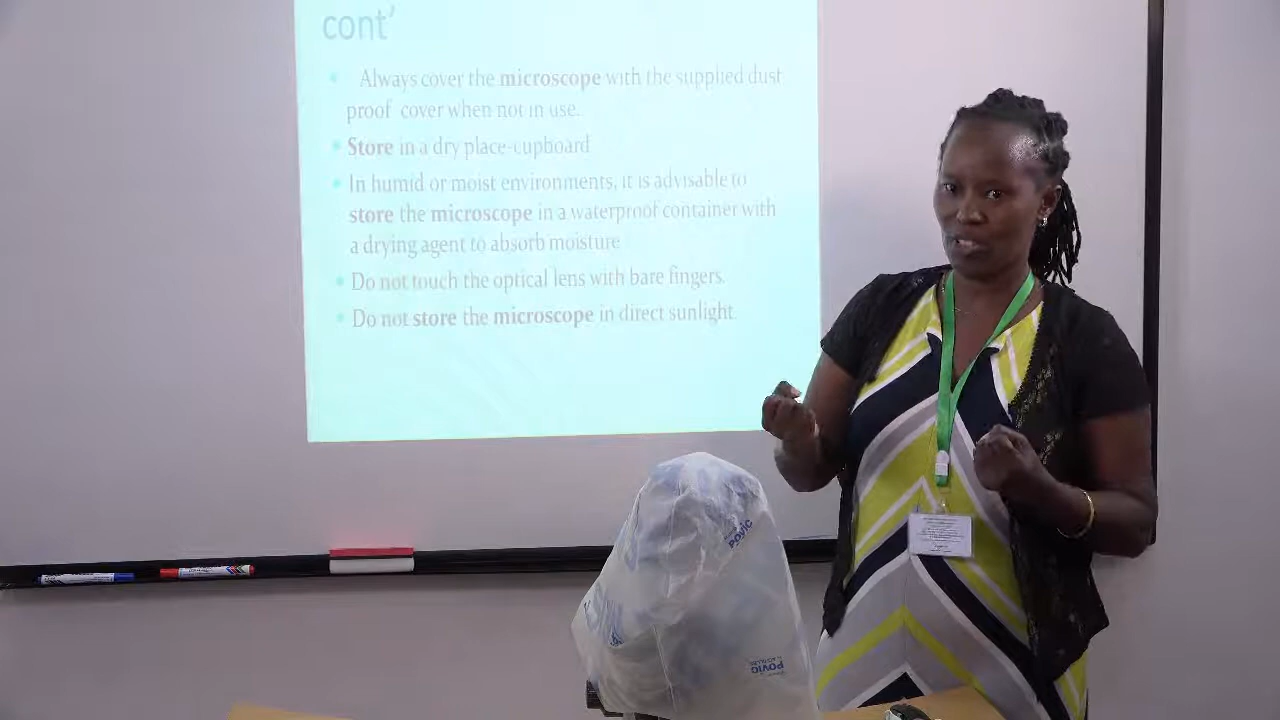 cont’
Always cover the microscope with the supplied dust
proof cover when not in use.
Store in a dry place-cupboard
In humid or moist environments, it is advisable to
store the microscope in a waterproof container with
a drying agent to absorb moisture
Do not touch the optical lens with bare fingers.
Do not store the microscope in direct sunlight.
POVIC
POVIC